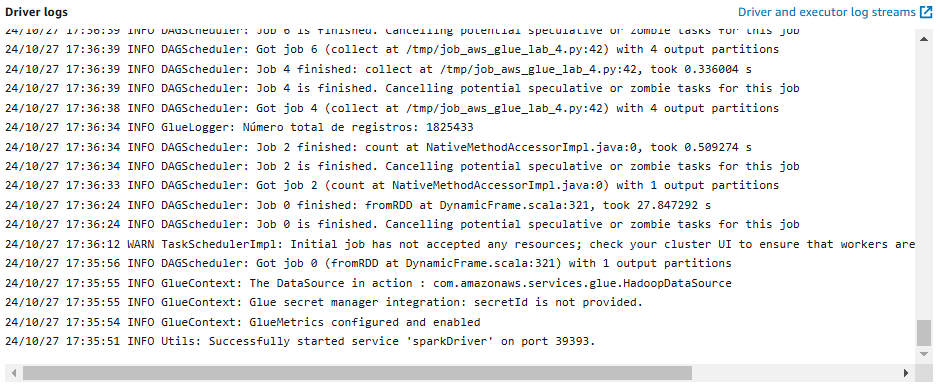 Driver logs
Driver and executor log streams
24/10/27 17:36:39 INFO DAGScheduler: Job 6 is finished. Cancelling potential speculative or zombie tasks for this job
24/10/27 17:36:39 INFO DAGScheduler: Got job 6 (collect at /tmp/job_aws_glue_lab_4.py:42) with 4 output partitions
24/10/27 17:36:39 INFO DAGScheduler: Job 4 finished: collect at /tmp/job_aws_glue_lab_4.py:42, took 0.336004 s
24/10/27 17:36:39 INFO DAGScheduler: Job 4 is finished. Cancelling potential speculative or zombie tasks for this job
24/10/27 17:36:38 INFO DAGScheduler: Got job 4 (collect at /tmp/job_aws_glue_lab_4.py:42) with 4 output partitions
24/10/27 17:36:34 INFO GlueLogger: Número total de registros: 1825433
24/10/27 17:36:34 INFO DAGScheduler: Job 2 finished: count at NativeMethodAccessorImpl.java:0, took 0.509274 s
24/10/27 17:36:34 INFO DAGScheduler: Job 2 is finished. Cancelling potential speculative or zombie tasks for this job
24/10/27 17:36:33 INFO DAGScheduler: Got job 2 (count at NativeMethodAccessorImpl.java:0) with 1 output partitions
24/10/27 17:36:24 INFO DAGScheduler: Job 0 finished: fromRDD at DynamicFrame.scala:321, took 27.847292 s
24/10/27 17:36:24 INFO DAGScheduler: Job 0 is finished. Cancelling potential speculative or zombie tasks for this job
24/10/27 17:36:12 WARN TaskSchedulerImpl: Initial job has not accepted any resources; check your cluster UI to ensure that workers are
24/10/27 17:35:56 INFO DAGScheduler: Got job 0 (fromRDD at DynamicFrame.scala:321) with 1 output partitions
24/10/27 17:35:55 INFO GlueContext: The DataSource in action : com.amazonaws.services.glue.HadoopDataSource
24/10/27 17:35:55 INFO GlueContext: Glue secret manager integration: secretId is not provided.
24/10/27 17:35:54 INFO GlueContext: GlueMetrics configured and enabled
24/10/27 17:35:51 INFO Utils: Successfully started service 'sparkDriver' on port 39393.